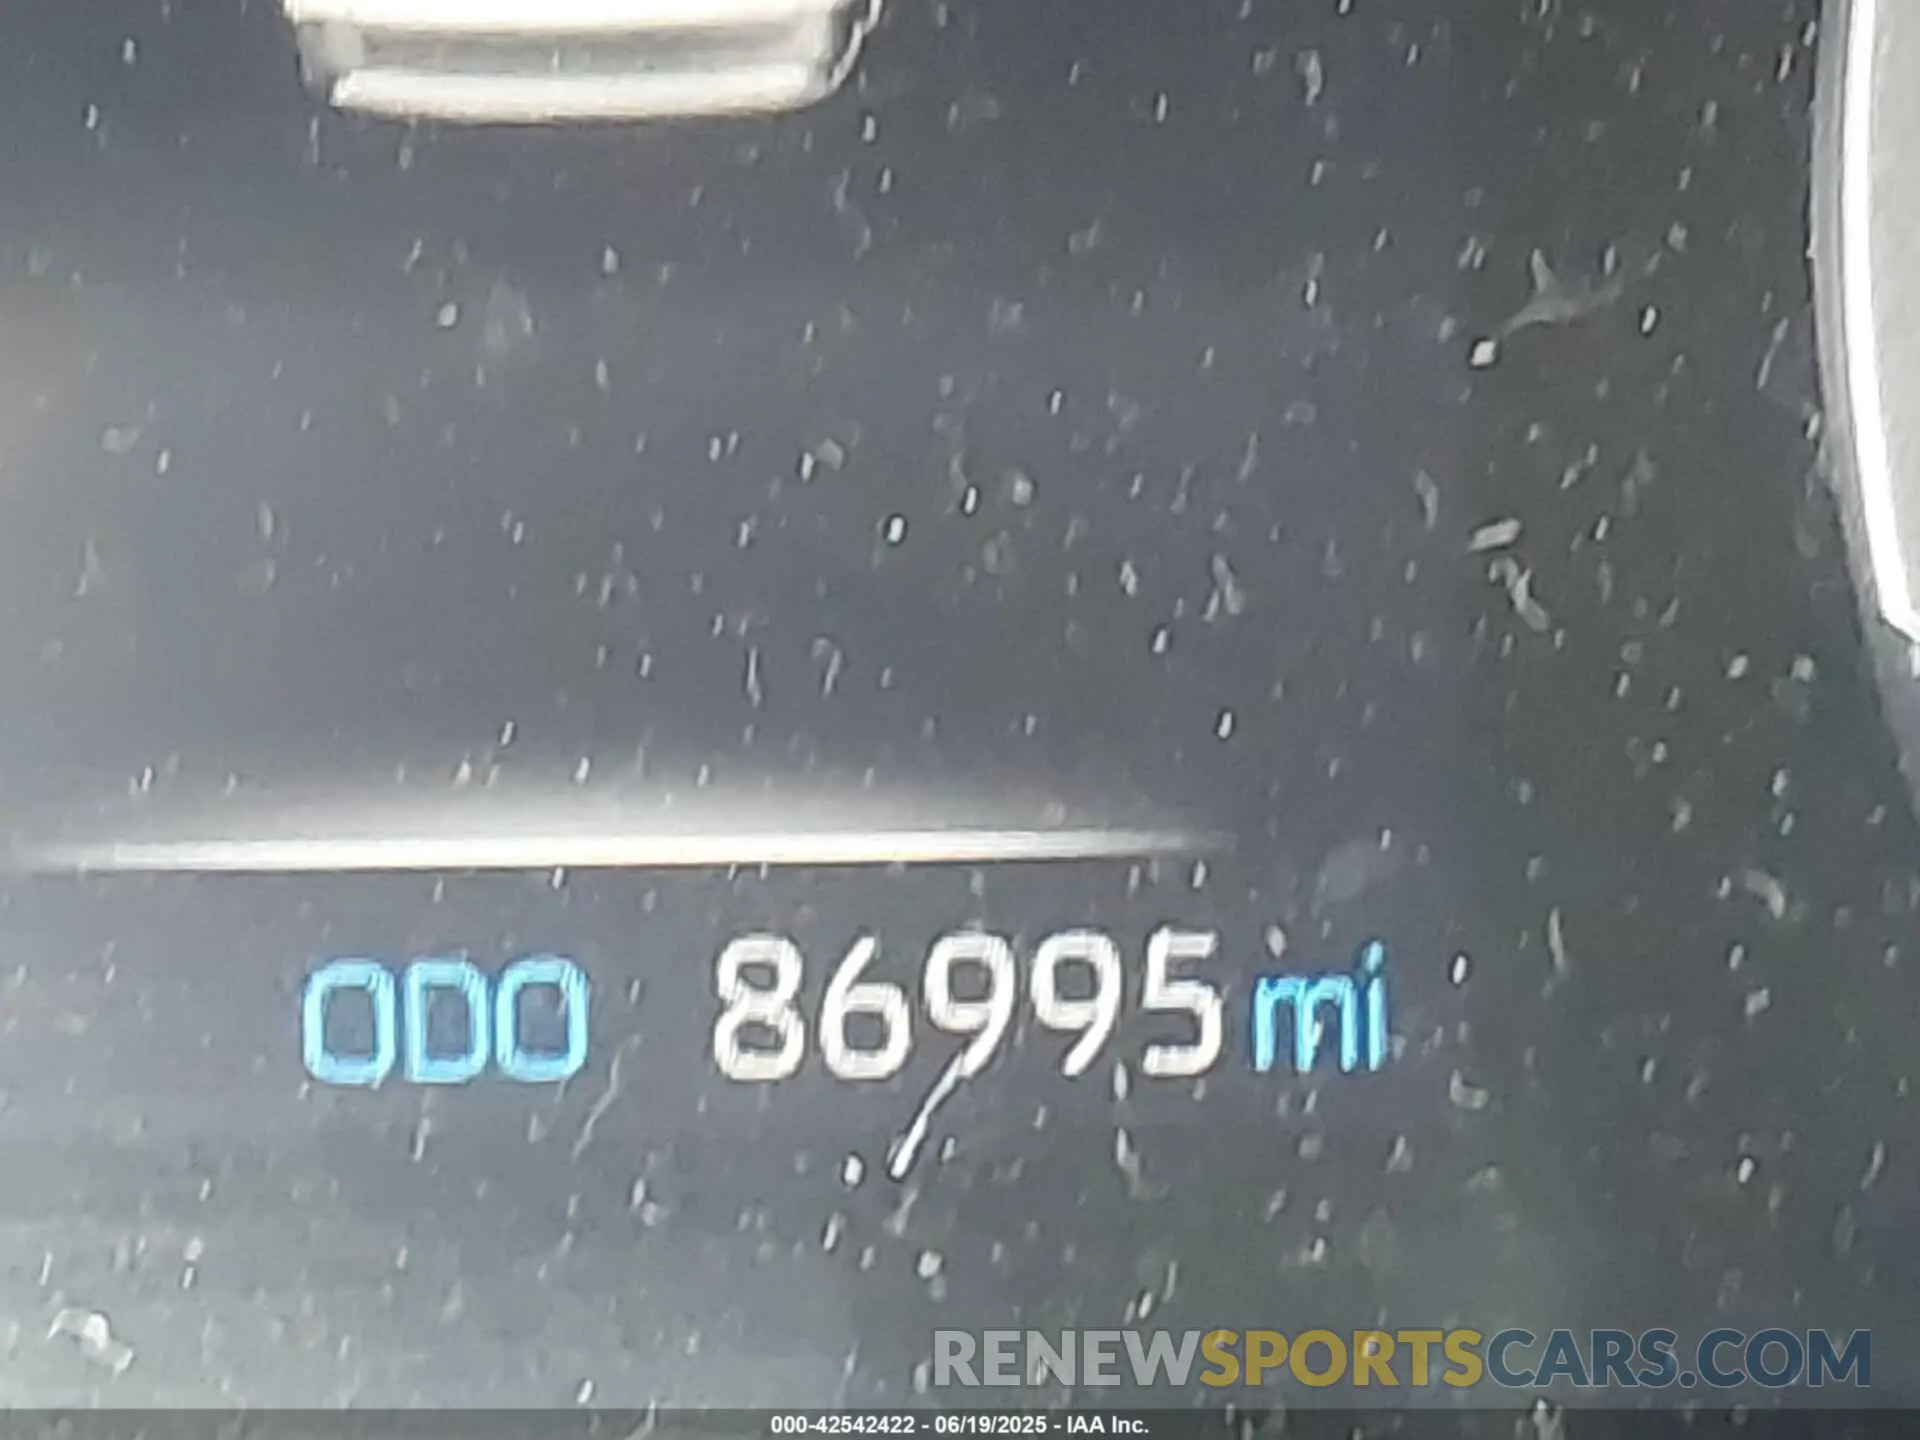 ODO 86995 mi
RENEWSPORTSCARS.COM
000-42542422 - 06/19/2025 - IAA Inc.